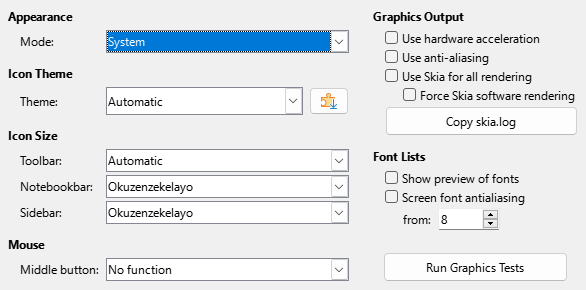 Appearance
Mode: System
Icon Theme
Theme: Automatic
Icon Size
Toolbar: Automatic
Notebookbar: Okuzenzekelayo
Sidebar: Okuzenzekelayo
Mouse
Middle button: No function
Graphics Output
Use hardware acceleration
Use anti-aliasing
Use Skia for all rendering
Force Skia software rendering
Copy skia.log
Font Lists
Show preview of fonts
Screen font antialiasing
from: 8
Run Graphics Tests